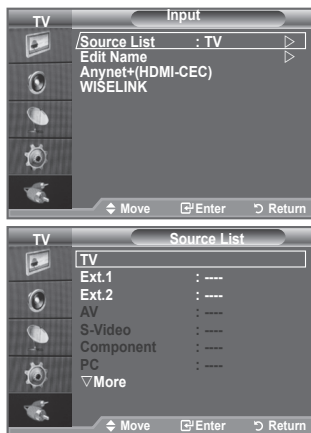 TV Input
Source List : TV ▷
Edit Name ▷
Anynet+(HDMI-CEC)
WISELINK
Move Enter Return
TV Source List
TV
Ext.1 : ----
Ext.2 : ----
AV : ----
S-Video : ----
Component : ----
PC : ----
▽More
Move Enter Return